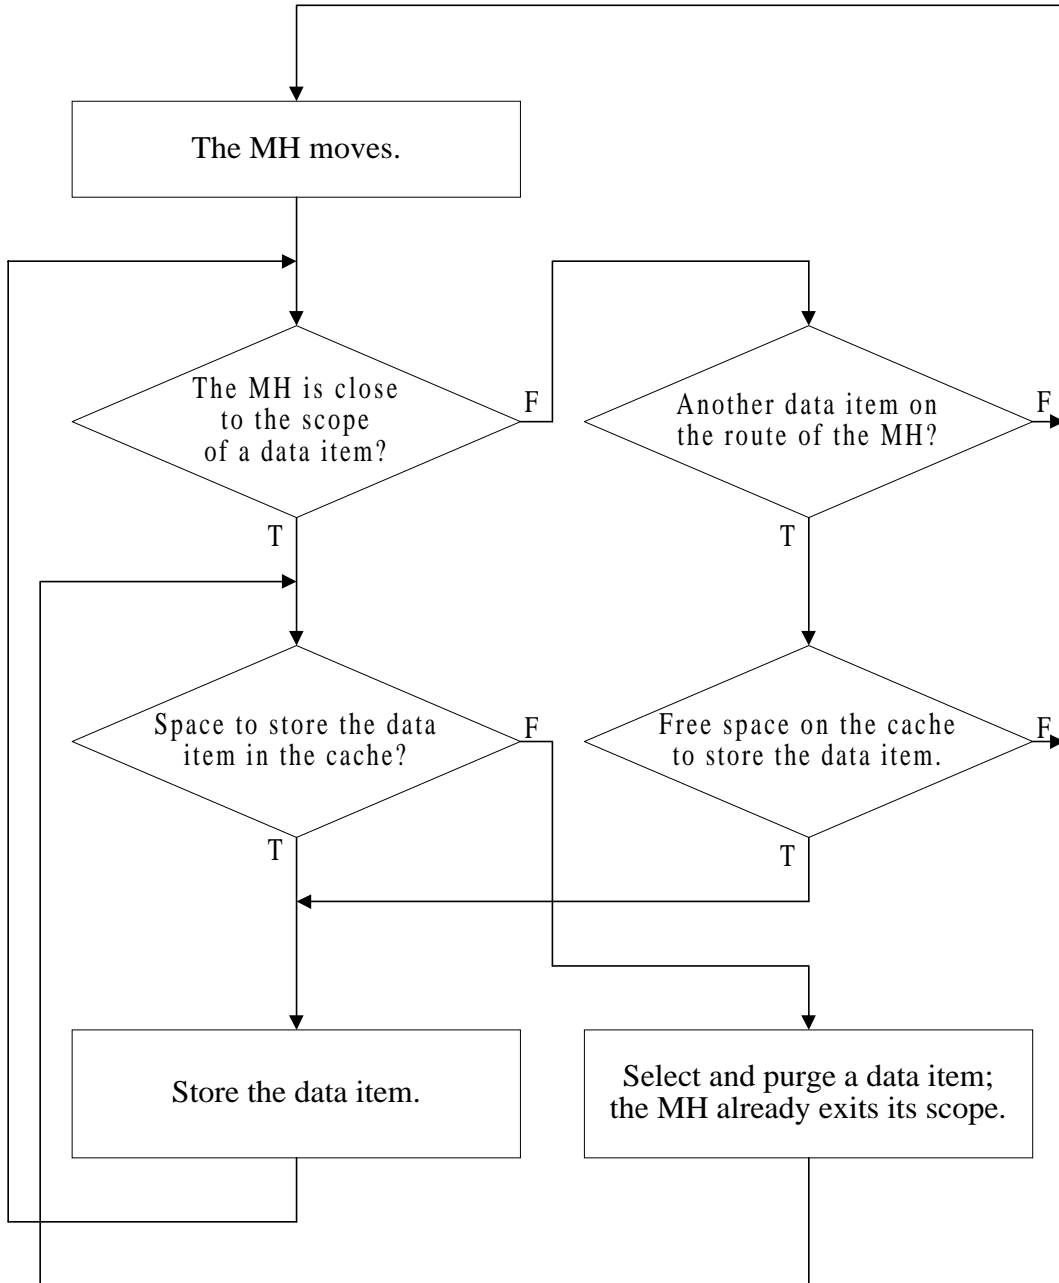 The MH moves.
The MH is close
to the scope
of a data item?
F
T
Another data item on
the route of the MH?
F
T
Space to store the data
item in the cache?
F
T
Free space on the cache
to store the data item.
F
T
Store the data item.
Select and purge a data item;
the MH already exits its scope.